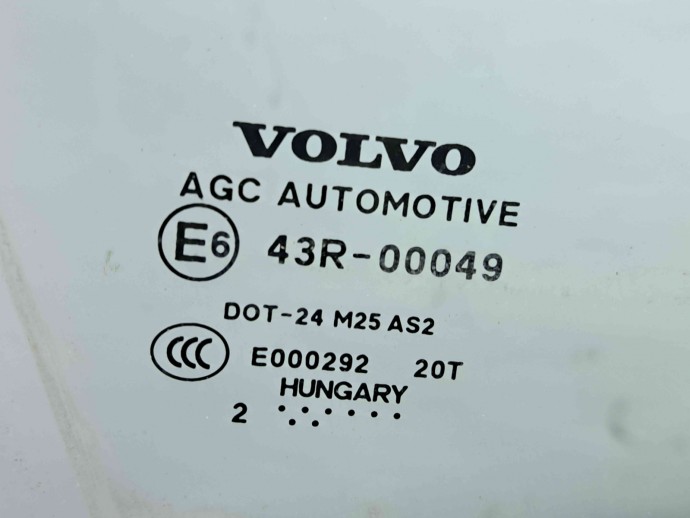 VOLVO
AGC AUTOMOTIVE
E6 43R-00049
DOT-24 M25 AS2
CCC E000292 20T
HUNGARY
2